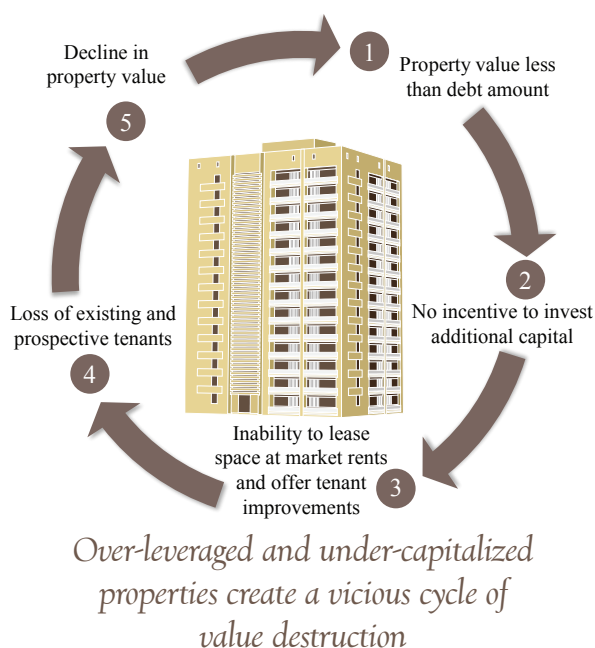 1
Property value less
than debt amount
2
No incentive to invest
additional capital
3
Inability to lease
space at market rents
and offer tenant
improvements
4
Loss of existing and
prospective tenants
5
Decline in
property value
Over-leveraged and under-capitalized
properties create a vicious cycle of
value destruction